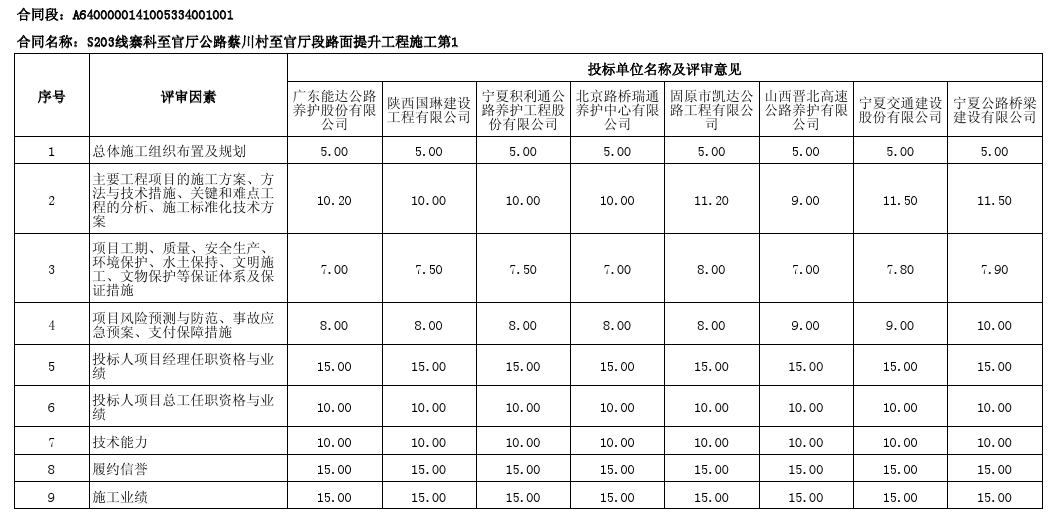 合同段：A6400000141005334001001
合同名称：S203线寨科至官厅公路蔡川村至官厅段路面提升工程施工第1
序号 评审因素 投标单位名称及评审意见
广东能达公路养护股份有限公司 陕西国琳建设工程有限公司 宁夏积利通公路养护工程股份有限公司 北京路桥瑞通养护中心有限公司 固原市凯达公路工程有限公司 山西晋北高速公路养护有限公司 宁夏交通建设股份有限公司 宁夏公路桥梁建设有限公司
1 总体施工组织布置及规划 5.00 5.00 5.00 5.00 5.00 5.00 5.00 5.00
2 主要工程项目的施工方案、方法与技术措施、关键和难点工程的分析、施工标准化技术方案 10.20 10.00 10.00 10.00 11.20 9.00 11.50 11.50
3 项目工期、质量、安全生产、环境保护、水土保持、文明施工、文物保护等保证体系及保证措施 7.00 7.50 7.50 7.00 8.00 7.00 7.80 7.90
4 项目风险预测与防范、事故应急预案、支付保障措施 8.00 8.00 8.00 8.00 8.00 9.00 9.00 10.00
5 投标人项目经理任职资格与业绩 15.00 15.00 15.00 15.00 15.00 15.00 15.00 15.00
6 投标人项目总工任职资格与业绩 10.00 10.00 10.00 10.00 10.00 10.00 10.00 10.00
7 技术能力 10.00 10.00 10.00 10.00 10.00 10.00 10.00 10.00
8 履约信誉 15.00 15.00 15.00 15.00 15.00 15.00 15.00 15.00
9 施工业绩 15.00 15.00 15.00 15.00 15.00 15.00 15.00 15.00